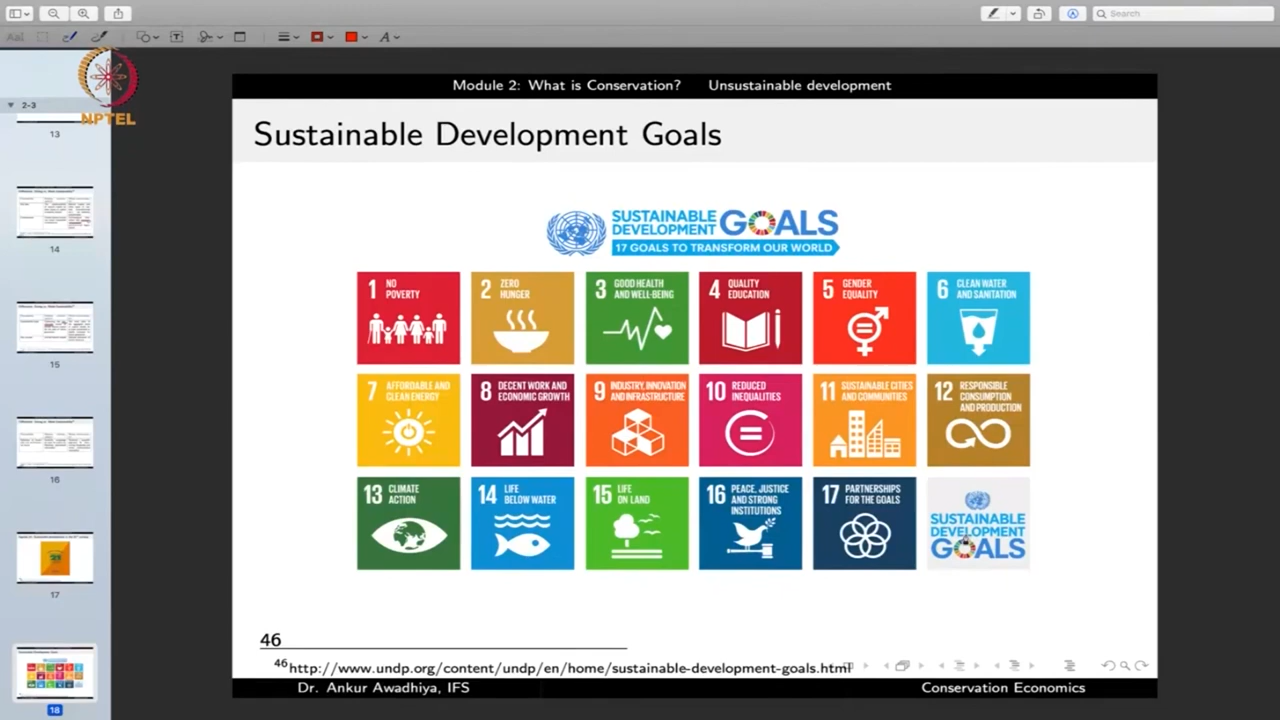 Search
NPTEL
2-3
13
14
15
16
17
18
Module 2: What is Conservation? Unsustainable development
Sustainable Development Goals
SUSTAINABLE
DEVELOPMENT
GOALS
17 GOALS TO TRANSFORM OUR WORLD
1 NO
POVERTY
2 ZERO
HUNGER
3 GOOD HEALTH
AND WELL-BEING
4 QUALITY
EDUCATION
5 GENDER
EQUALITY
6 CLEAN WATER
AND SANITATION
7 AFFORDABLE AND
CLEAN ENERGY
8 DECENT WORK AND
ECONOMIC GROWTH
9 INDUSTRY, INNOVATION
AND INFRASTRUCTURE
10 REDUCED
INEQUALITIES
11 SUSTAINABLE CITIES
AND COMMUNITIES
12 RESPONSIBLE
CONSUMPTION
AND PRODUCTION
13 CLIMATE
ACTION
14 LIFE
BELOW WATER
15 LIFE
ON LAND
16 PEACE, JUSTICE
AND STRONG
INSTITUTIONS
17 PARTNERSHIPS
FOR THE GOALS
SUSTAINABLE
DEVELOPMENT
GOALS
46
46http://www.undp.org/content/undp/en/home/sustainable-development-goals.html
Dr. Ankur Awadhiya, IFS Conservation Economics